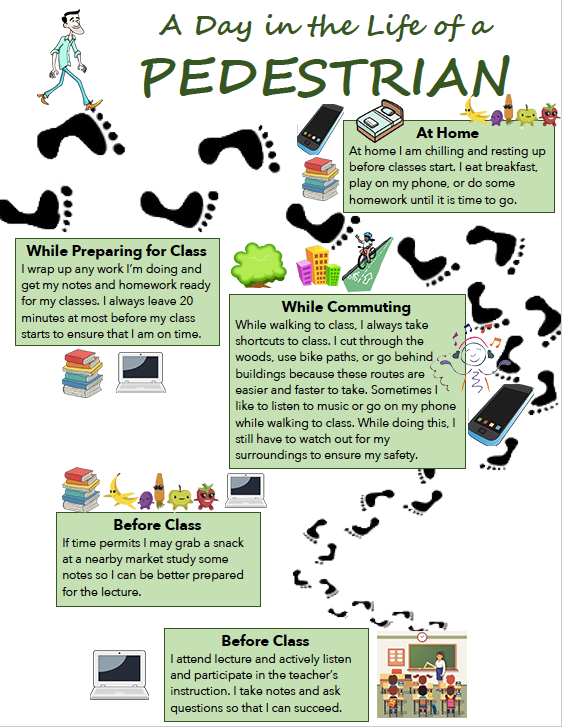 A Day in the Life of a
PEDESTRIAN
At Home
At home I am chilling and resting up
before classes start. I eat breakfast,
play on my phone, or do some
homework until it is time to go.
While Preparing for Class
I wrap up any work I'm doing and
get my notes and homework ready
for my classes. I always leave 20
minutes at most before my class
starts to ensure that I am on time.
While Commuting
While walking to class, I always take
shortcuts to class. I cut through the
woods, use bike paths, or go behind
buildings because these routes are
easier and faster to take. Sometimes I
like to listen to music or go on my phone
while walking to class. While doing this, I
still have to watch out for my
surroundings to ensure my safety.
Before Class
If time permits I may grab a snack
at a nearby market study some
notes so I can be better prepared
for the lecture.
Before Class
I attend lecture and actively listen
and participate in the teacher's
instruction. I take notes and ask
questions so that I can succeed.